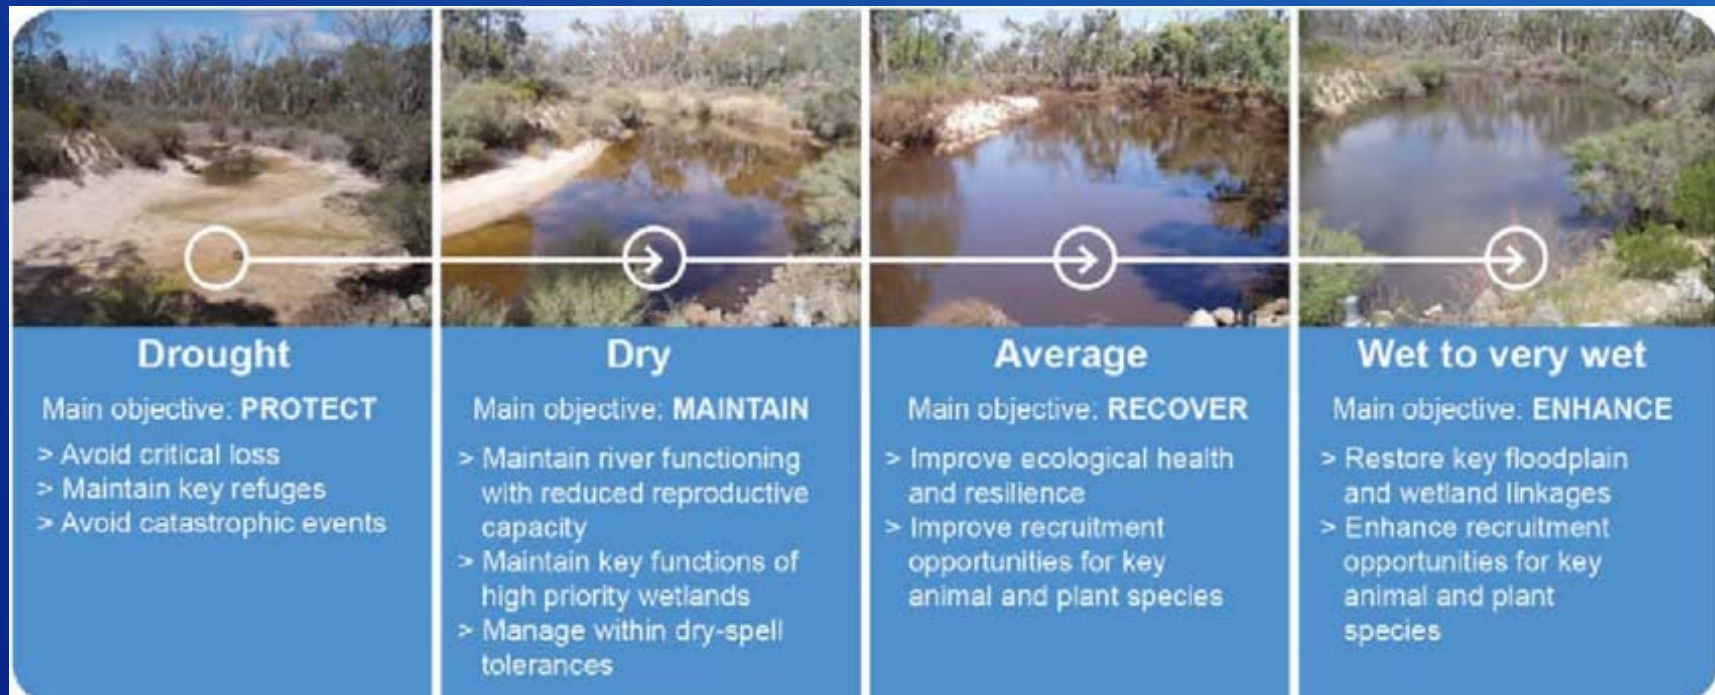 Drought
Main objective: PROTECT
> Avoid critical loss
> Maintain key refuges
> Avoid catastrophic events
Dry
Main objective: MAINTAIN
> Maintain river functioning
with reduced reproductive
capacity
> Maintain key functions of
high priority wetlands
> Manage within dry-spell
tolerances
Average
Main objective: RECOVER
> Improve ecological health
and resilience
> Improve recruitment
opportunities for key
animal and plant species
Wet to very wet
Main objective: ENHANCE
> Restore key floodplain
and wetland linkages
> Enhance recruitment
opportunities for key
animal and plant
species